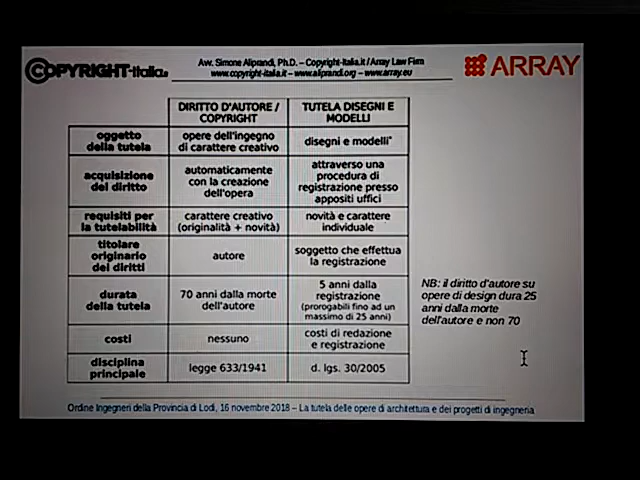 COPYRIGHT-Italia.it
Avv. Simone Aliprandi, Ph.D. – Copyright-Italia.it / Array Law Firm
www.copyright-italia.it – www.aliprandi.org – www.array.eu
ARRAY
DIRITTO D'AUTORE /
COPYRIGHT
TUTELA DISEGNI E
MODELLI
oggetto
della tutela
opere dell'ingegno
di carattere creativo
disegni e modelli*
acquisizione
del diritto
automaticamente
con la creazione
dell'opera
attraverso una
procedura di
registrazione presso
appositi uffici
requisiti per
la tutelabilità
carattere creativo
(originalità + novità)
novità e carattere
individuale
titolare
originario
dei diritti
autore
soggetto che effettua
la registrazione
durata
della tutela
70 anni dalla morte
dell'autore
5 anni dalla
registrazione
(prorogabili fino ad un
massimo di 25 anni)
NB: il diritto d'autore su
opere di design dura 25
anni dalla morte
dell'autore e non 70
costi
nessuno
costi di redazione
e registrazione
disciplina
principale
legge 633/1941
d. lgs. 30/2005
Ordine Ingegneri della Provincia di Lodi, 16 novembre 2018 – La tutela delle opere di architettura e dei progetti di ingegneria